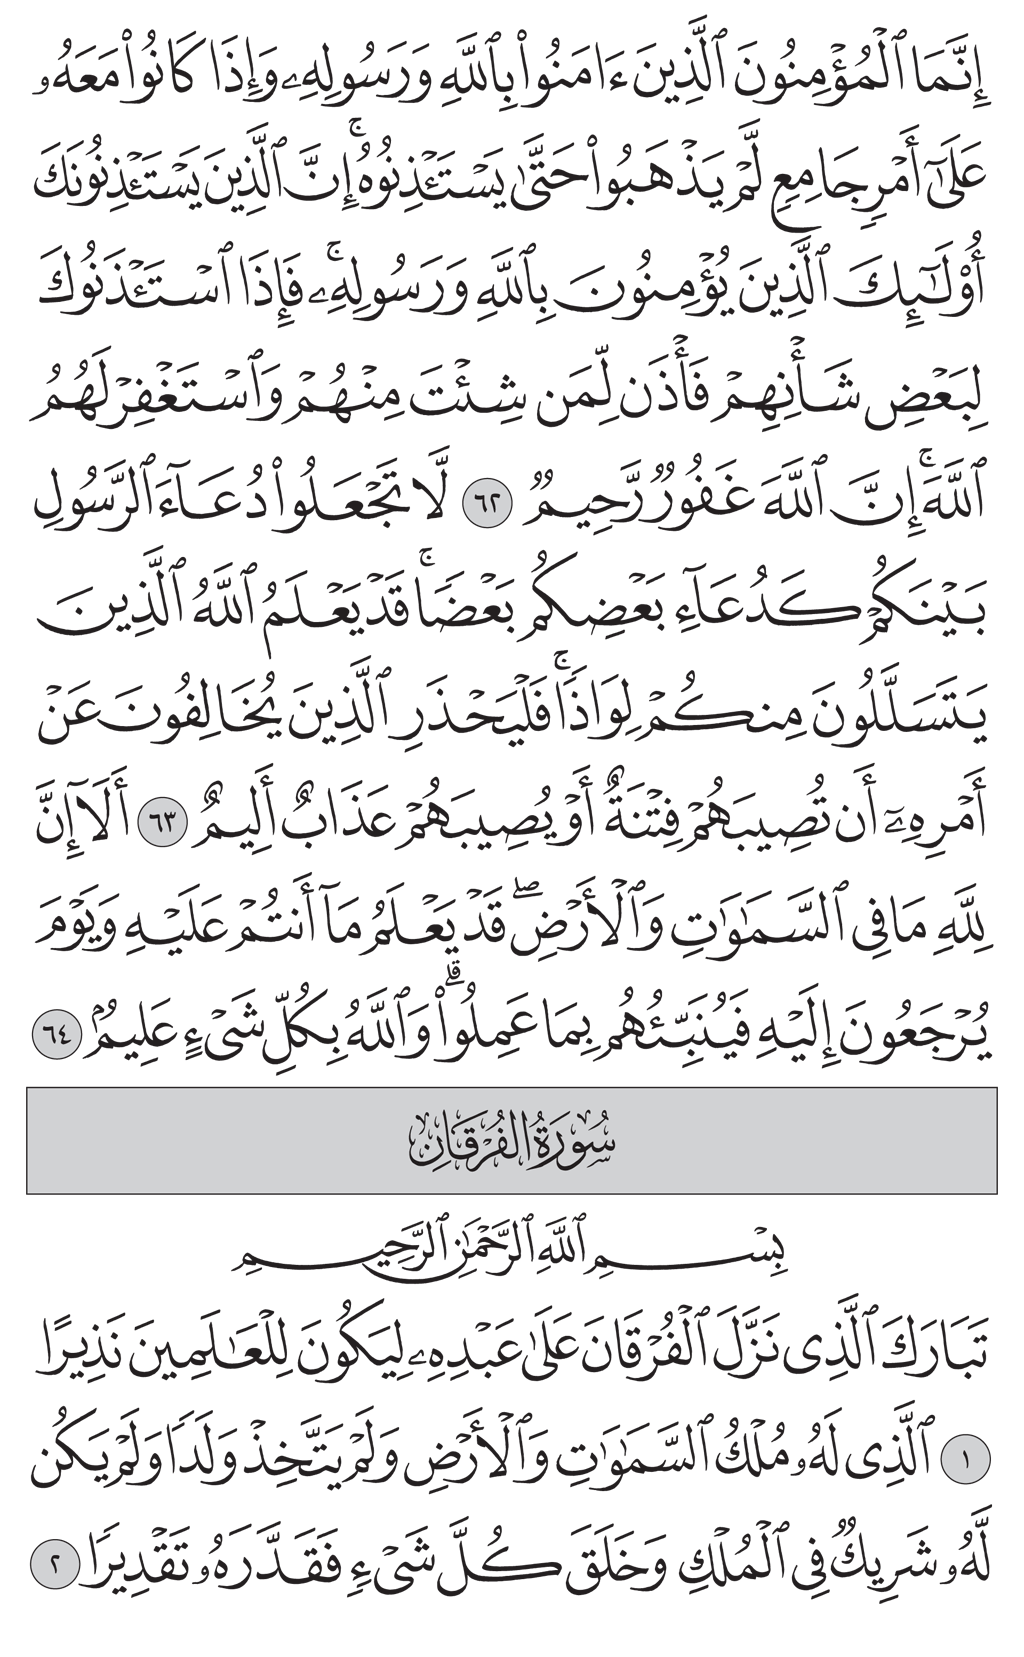 إِنَّمَا ٱلْمُؤْمِنُونَ ٱلَّذِينَ ءَامَنُوا۟ بِٱللَّهِ وَرَسُولِهِۦ وَإِذَا كَانُوا۟ مَعَهُۥ
عَلَىٰٓ أَمْرٍ جَامِعٍ لَّمْ يَذْهَبُوا۟ حَتَّىٰ يَسْتَـْٔذِنُوهُ ۚ إِنَّ ٱلَّذِينَ يَسْتَـْٔذِنُونَكَ
أُو۟لَـٰٓئِكَ ٱلَّذِينَ يُؤْمِنُونَ بِٱللَّهِ وَرَسُولِهِۦ ۚ فَإِذَا ٱسْتَـْٔذَنُوكَ
لِبَعْضِ شَأْنِهِمْ فَأْذَن لِّمَن شِئْتَ مِنْهُمْ وَٱسْتَغْفِرْ لَهُمُ
ٱللَّهَ ۚ إِنَّ ٱللَّهَ غَفُورٌ رَّحِيمٌ ٦٢ لَّا تَجْعَلُوا۟ دُعَآءَ ٱلرَّسُولِ
بَيْنَكُمْ كَدُعَآءِ بَعْضِكُم بَعْضًا ۚ قَدْ يَعْلَمُ ٱللَّهُ ٱلَّذِينَ
يَتَسَلَّلُونَ مِنكُمْ لِوَاذًا ۚ فَلْيَحْذَرِ ٱلَّذِينَ يُخَالِفُونَ عَنْ
أَمْرِهِۦٓ أَن تُصِيبَهُمْ فِتْنَةٌ أَوْ يُصِيبَهُمْ عَذَابٌ أَلِيمٌ ٦٣ أَلَآ إِنَّ
لِلَّهِ مَا فِى ٱلسَّمَـٰوَٰتِ وَٱلْأَرْضِ ۖ قَدْ يَعْلَمُ مَآ أَنتُمْ عَلَيْهِ وَيَوْمَ
يُرْجَعُونَ إِلَيْهِ فَيُنَبِّئُهُم بِمَا عَمِلُوا۟ ۗ وَٱللَّهُ بِكُلِّ شَىْءٍ عَلِيمٌۢ ٦٤
سُورَةُ الْفُرْقَانِ
بِسْمِ ٱللَّهِ ٱلرَّحْمَـٰنِ ٱلرَّحِيمِ
تَبَارَكَ ٱلَّذِى نَزَّلَ ٱلْفُرْقَانَ عَلَىٰ عَبْدِهِۦ لِيَكُونَ لِلْعَـٰلَمِينَ نَذِيرًا
١ ٱلَّذِى لَهُۥ مُلْكُ ٱلسَّمَـٰوَٰتِ وَٱلْأَرْضِ وَلَمْ يَتَّخِذْ وَلَدًا وَلَمْ يَكُن
لَّهُۥ شَرِيكٌ فِى ٱلْمُلْكِ وَخَلَقَ كُلَّ شَىْءٍ فَقَدَّرَهُۥ تَقْدِيرًا ٢